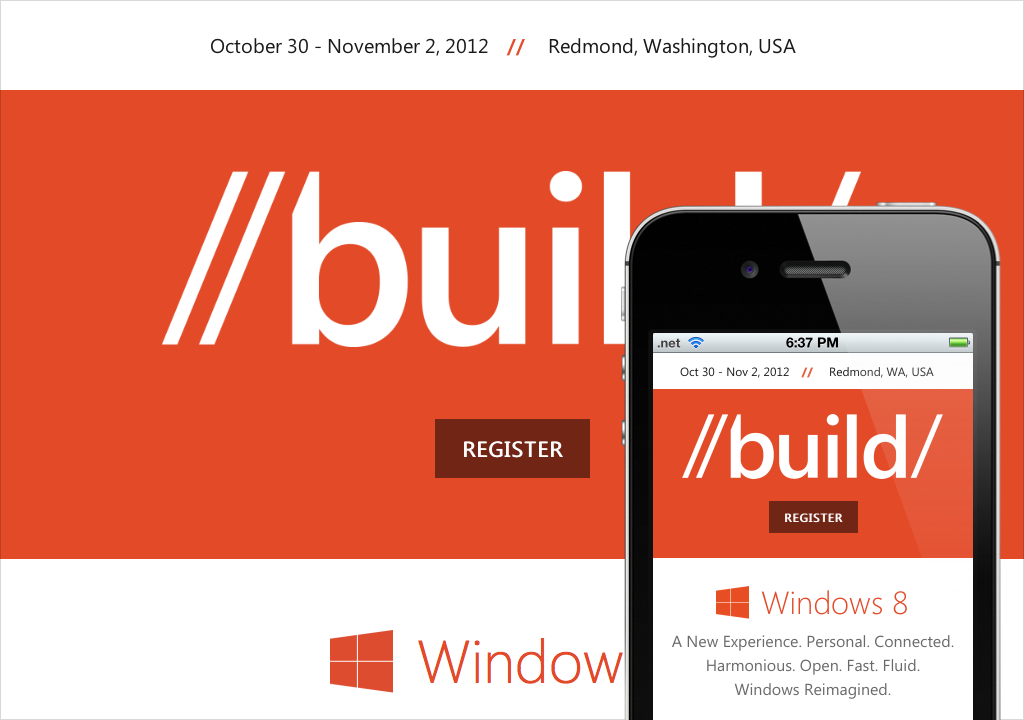 October 30 - November 2, 2012 // Redmond, Washington, USA
//build/
REGISTER
Window
.net 6:37 PM
Oct 30 - Nov 2, 2012 // Redmond, WA, USA
//build/
REGISTER
Windows 8
A New Experience. Personal. Connected.
Harmonious. Open. Fast. Fluid.
Windows Reimagined.